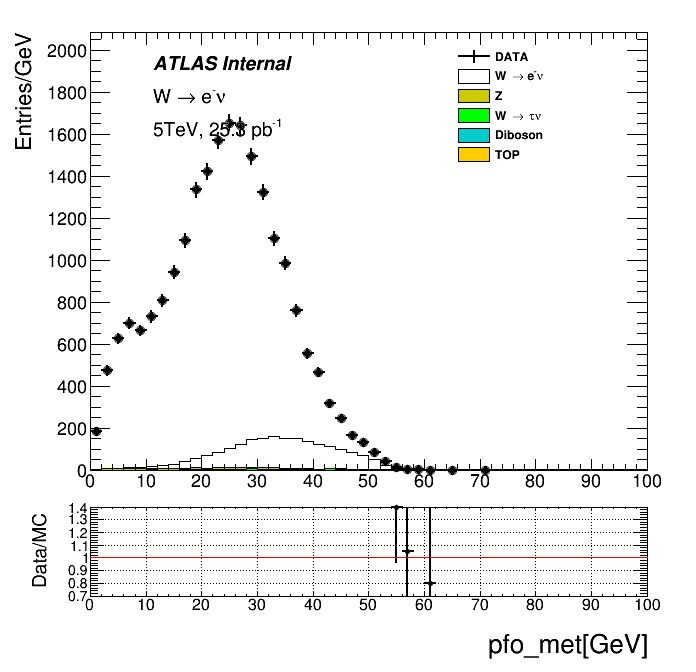 Entries/GeV
2000
1800
1600
1400
1200
1000
800
600
400
200
0
ATLAS Internal
W → e⁻ν
5TeV, 25.3 pb⁻¹
DATA
W → e⁻ν
Z
W → τν
Diboson
TOP
0 10 20 30 40 50 60 70 80 90 100
Data/MC
1.4
1.3
1.2
1.1
1
0.9
0.8
0.7
0 10 20 30 40 50 60 70 80 90 100
pfo_met[GeV]